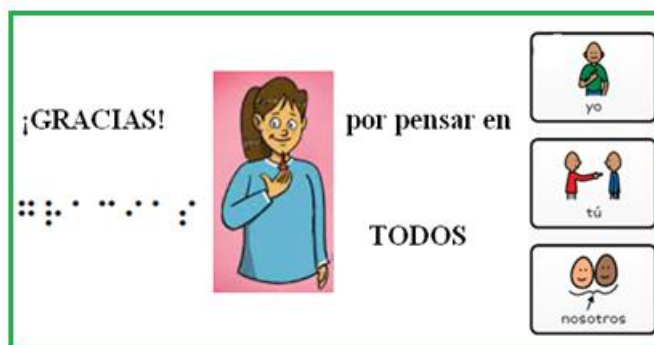 ¡GRACIAS!
⠛⠗⠁⠉⠊⠁⠎
por pensar en
TODOS
yo
tú
nosotros